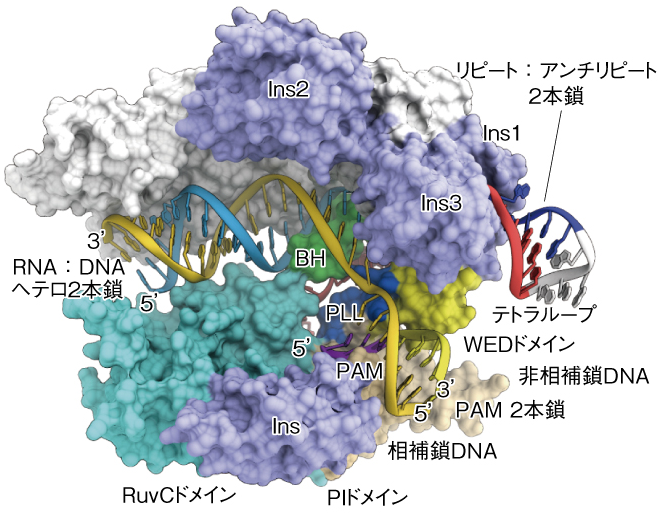 Ins2
リピート：アンチリピート
2本鎖
Ins1
Ins3
3’
RNA：DNA
ヘテロ2本鎖
BH
5’
テトラループ
PLL
WEDドメイン
5’
PAM
非相補鎖DNA
3’
5’
PAM 2本鎖
Ins
相補鎖DNA
RuvCドメイン
PIドメイン